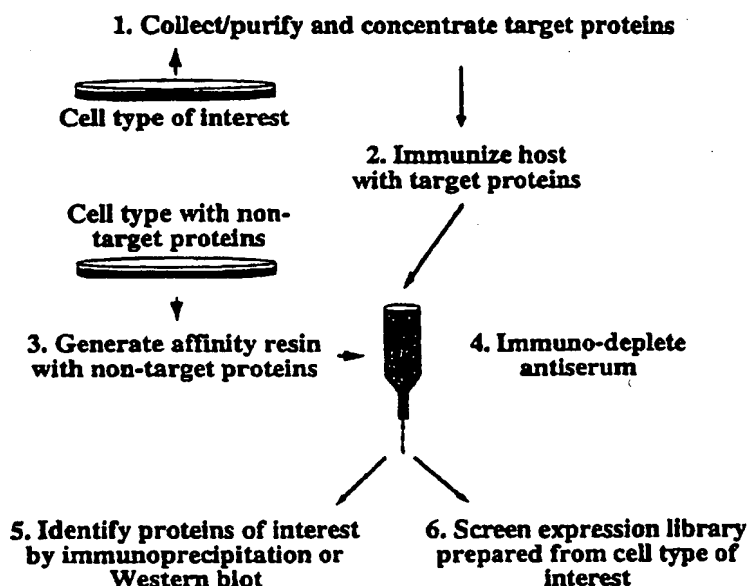 1. Collect/purify and concentrate target proteins
Cell type of interest
2. Immunize host
with target proteins
Cell type with non-
target proteins
3. Generate affinity resin
with non-target proteins
4. Immuno-deplete
antiserum
5. Identify proteins of interest
by immunoprecipitation or
Western blot
6. Screen expression library
prepared from cell type of
interest